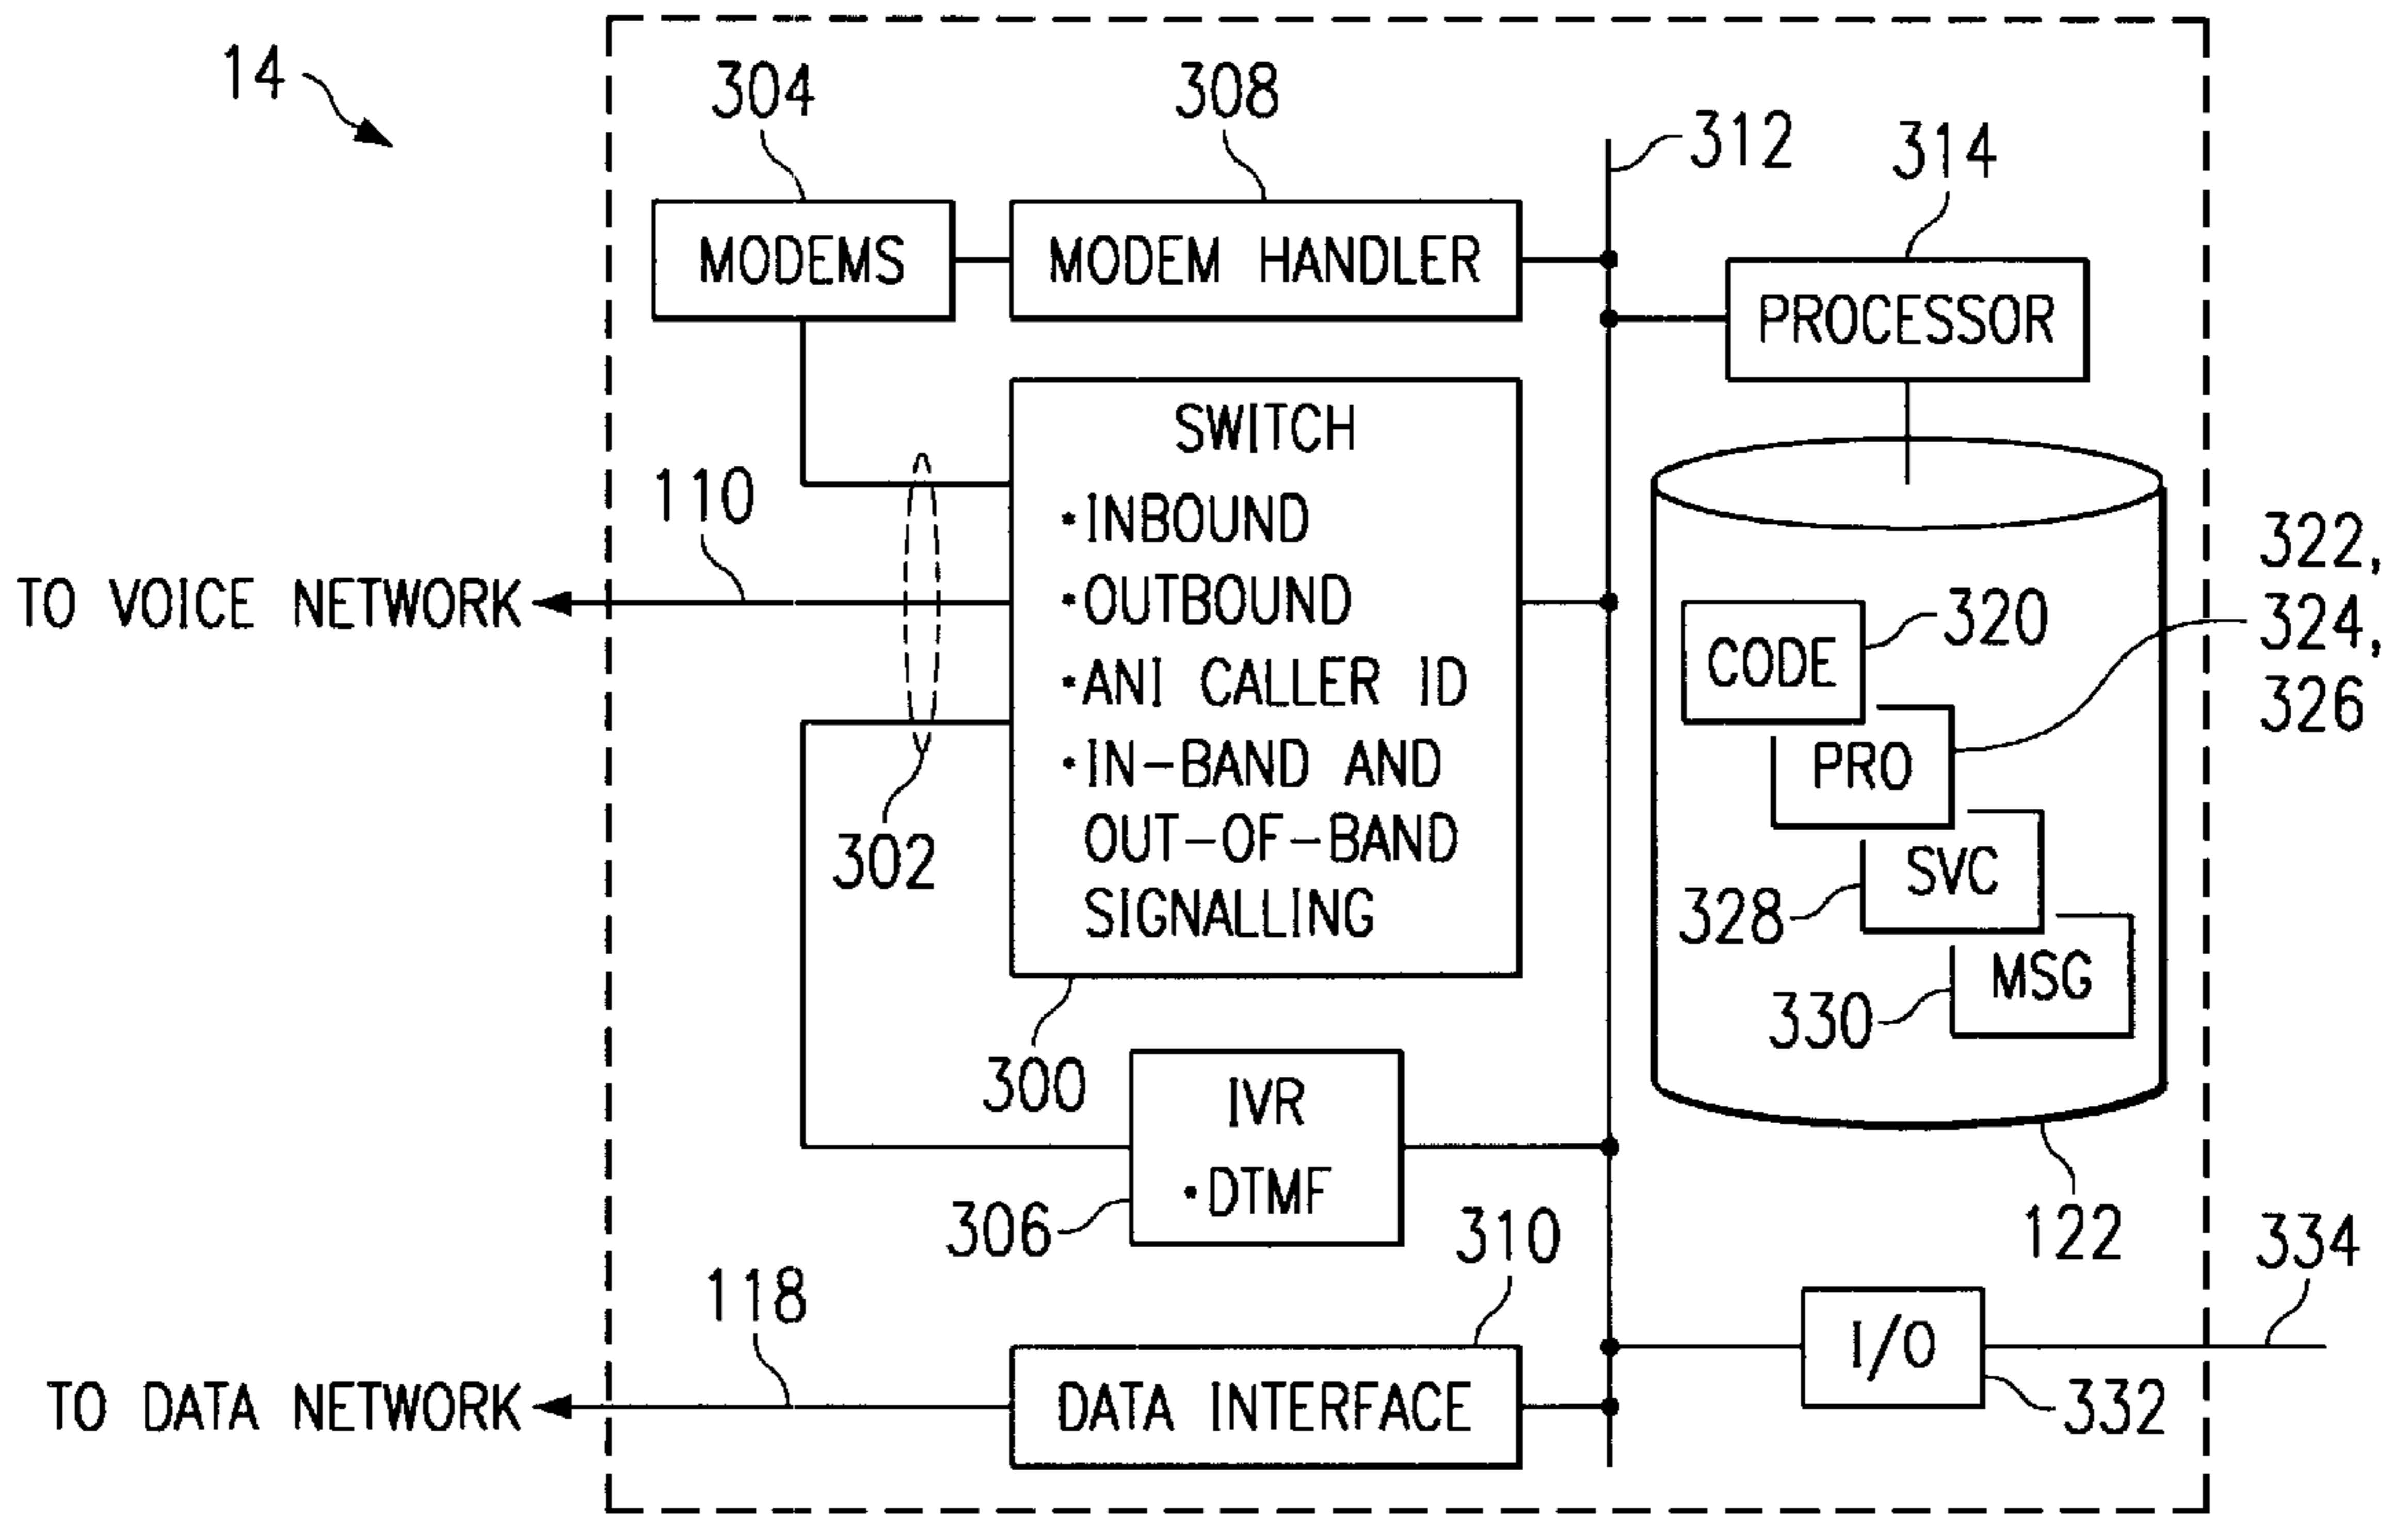 14
304
308
312
314
MODEMS
MODEM HANDLER
PROCESSOR
SWITCH
•INBOUND
•OUTBOUND
•ANI CALLER ID
•IN-BAND AND
OUT-OF-BAND
SIGNALLING
110
TO VOICE NETWORK
302
300
322,
324,
326
320
CODE
PRO
SVC
328
MSG
330
IVR
•DTMF
306
310
122
334
118
I/O
332
TO DATA NETWORK
DATA INTERFACE